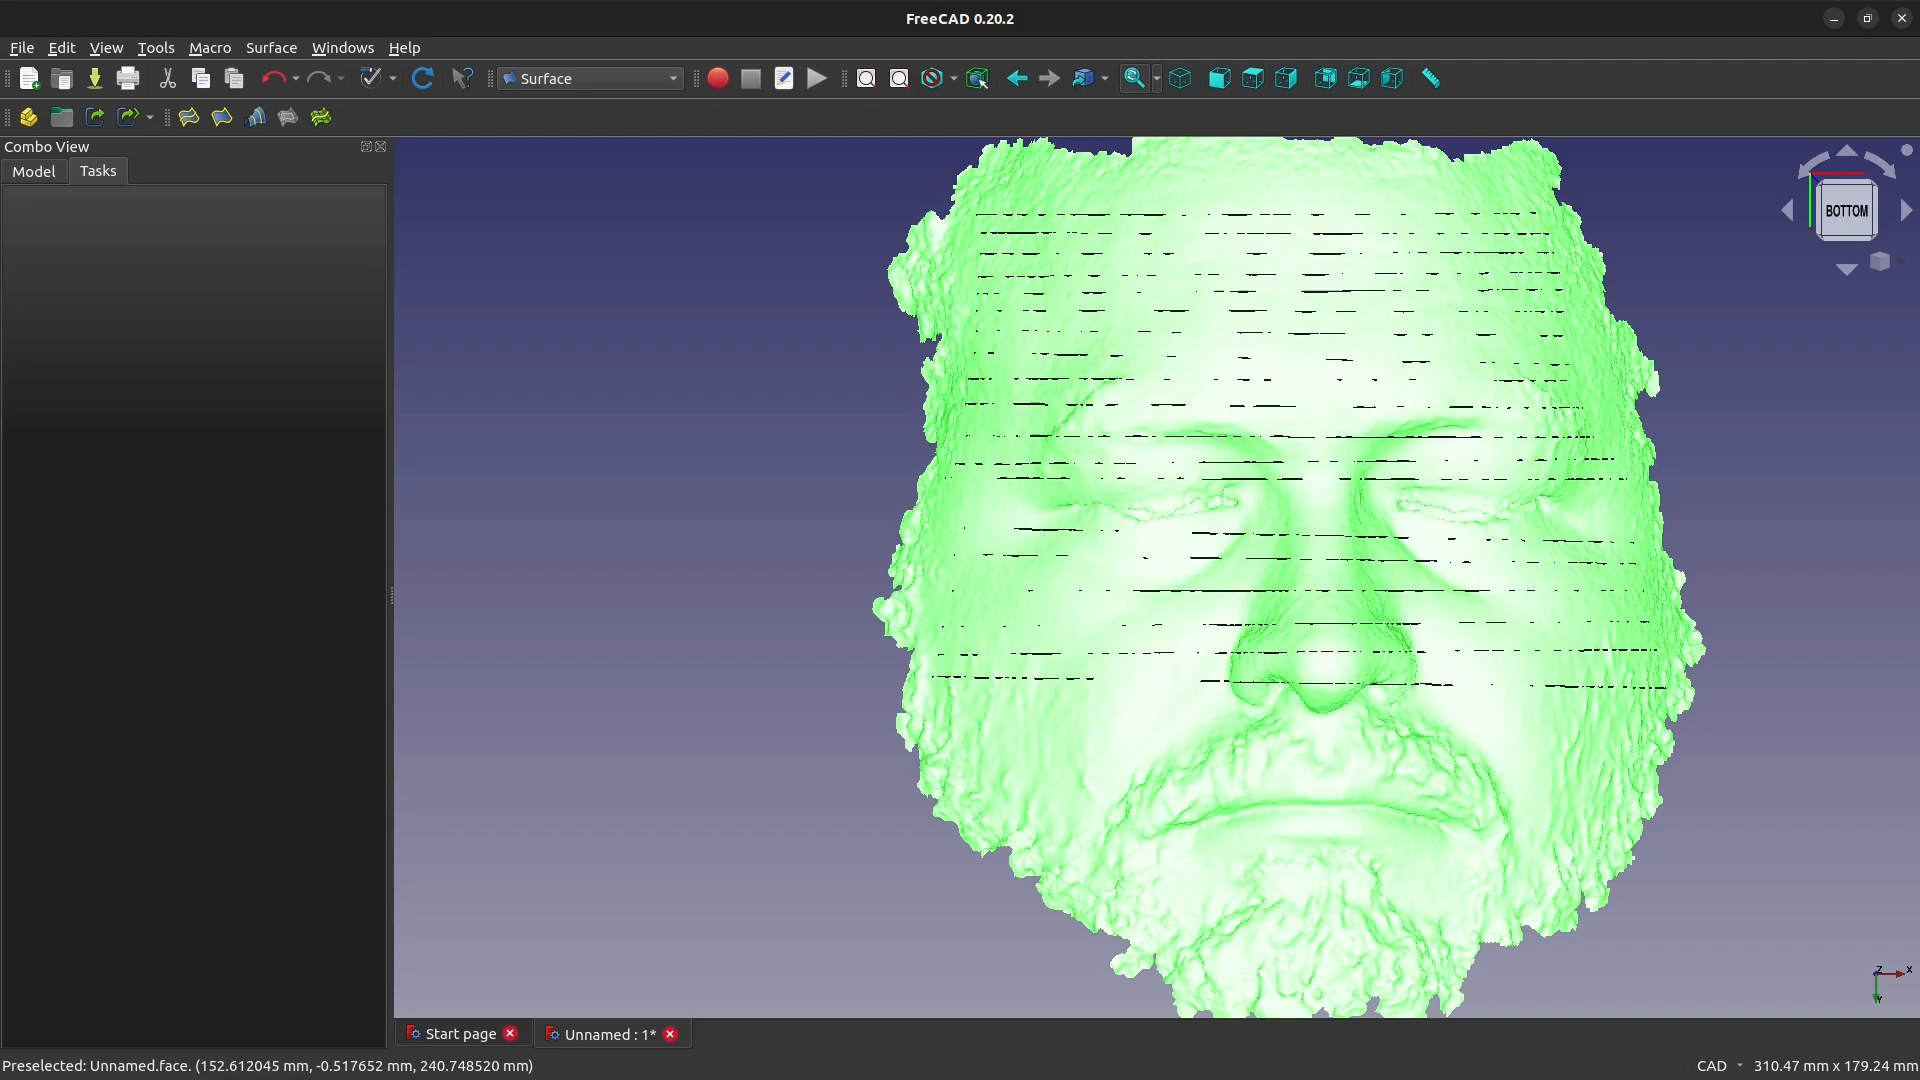 FreeCAD 0.20.2
File Edit View Tools Macro Surface Windows Help
Surface
Combo View
Model Tasks
BOTTOM
Z X
Y
Start page Unnamed : 1*
Preselected: Unnamed.face. (152.612045 mm, -0.517652 mm, 240.748520 mm) CAD 310.47 mm x 179.24 mm